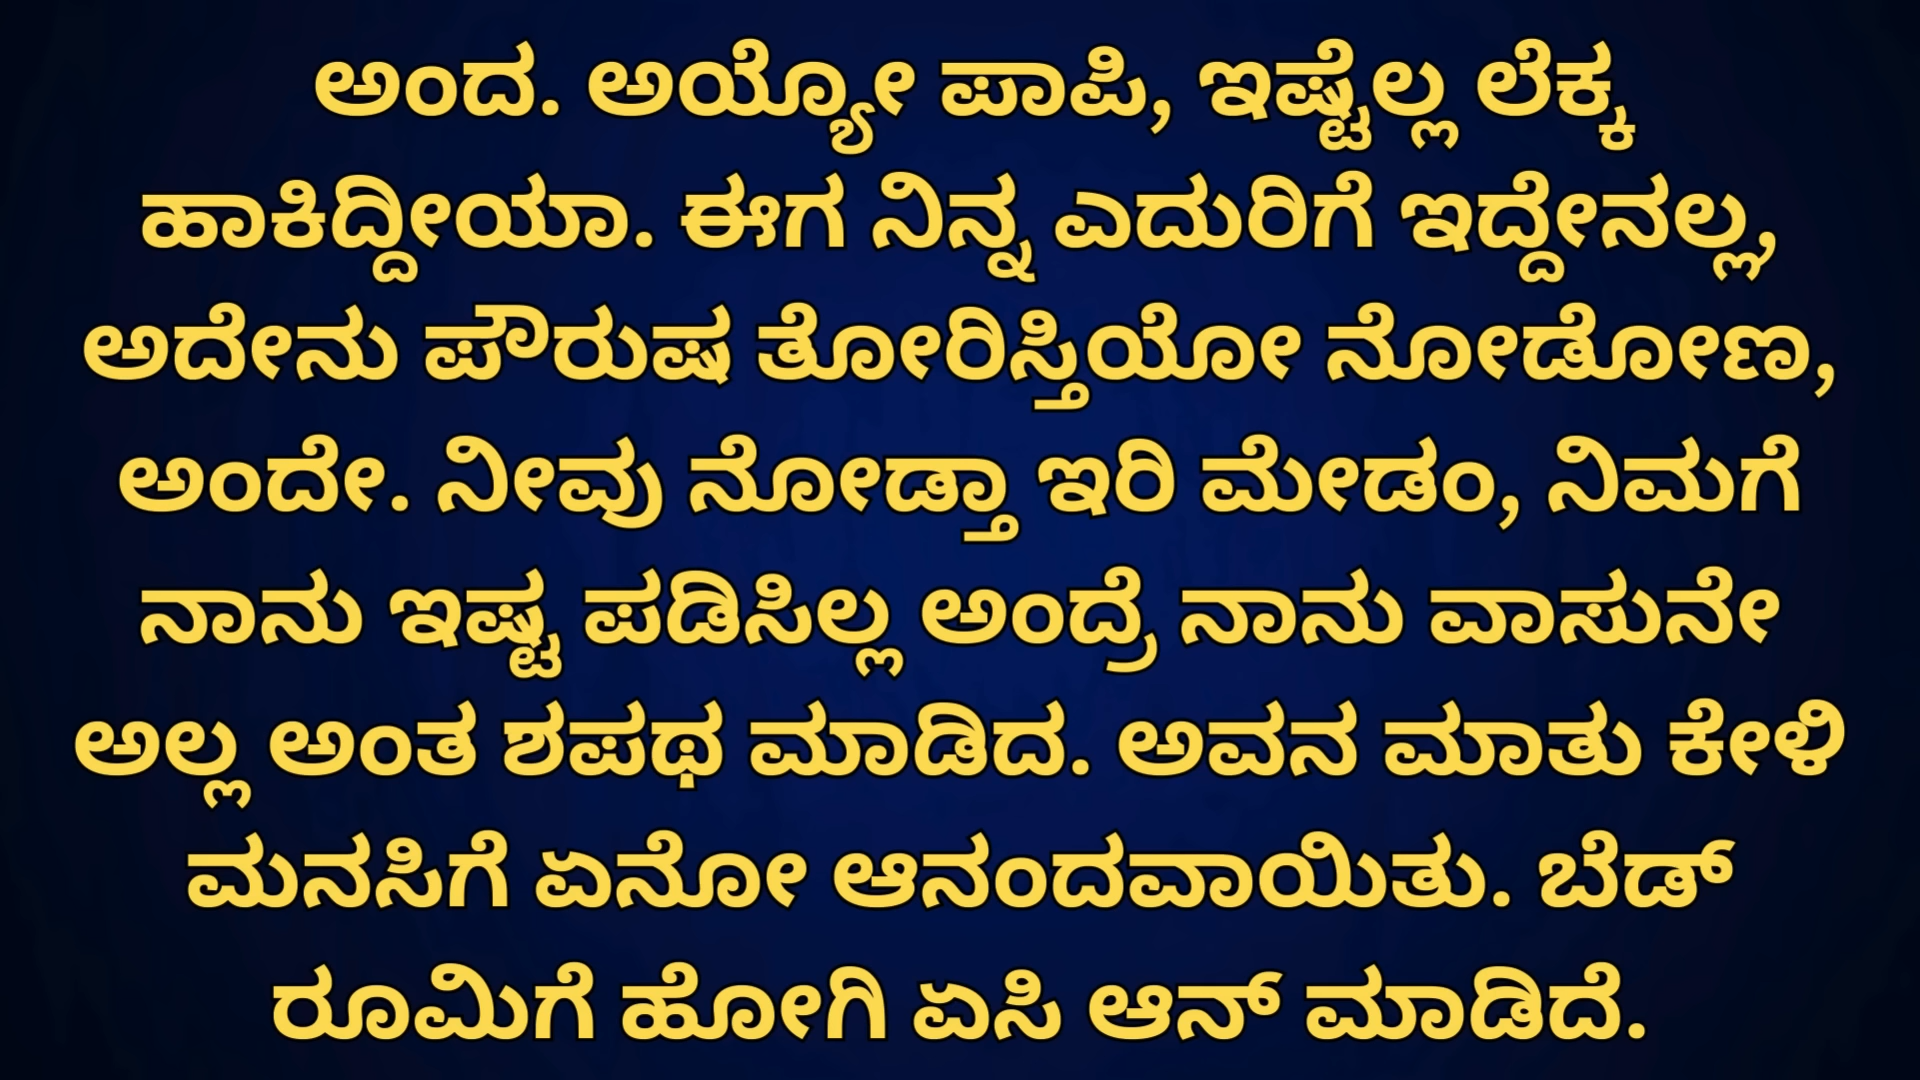 ಅಂದ. ಅಯ್ಯೋ ಪಾಪಿ, ಇಷ್ಟೆಲ್ಲ ಲೆಕ್ಕ
ಹಾಕಿದ್ದೀಯಾ. ಈಗ ನಿನ್ನ ಎದುರಿಗೆ ಇದ್ದೇನಲ್ಲ,
ಅದೇನು ಪೌರುಷ ತೋರಿಸ್ತಿಯೋ ನೋಡೋಣ,
ಅಂದೇ. ನೀವು ನೋಡ್ತಾ ಇರಿ ಮೇಡಂ, ನಿಮಗೆ
ನಾನು ಇಷ್ಟ ಪಡಿಸಿಲ್ಲ ಅಂದ್ರೆ ನಾನು ವಾಸುನೇ
ಅಲ್ಲ ಅಂತ ಶಪಥ ಮಾಡಿದ. ಅವನ ಮಾತು ಕೇಳಿ
ಮನಸಿಗೆ ಏನೋ ಆನಂದವಾಯಿತು. ಬೆಡ್
ರೂಮಿಗೆ ಹೋಗಿ ಏಸಿ ಆನ್ ಮಾಡಿದೆ.